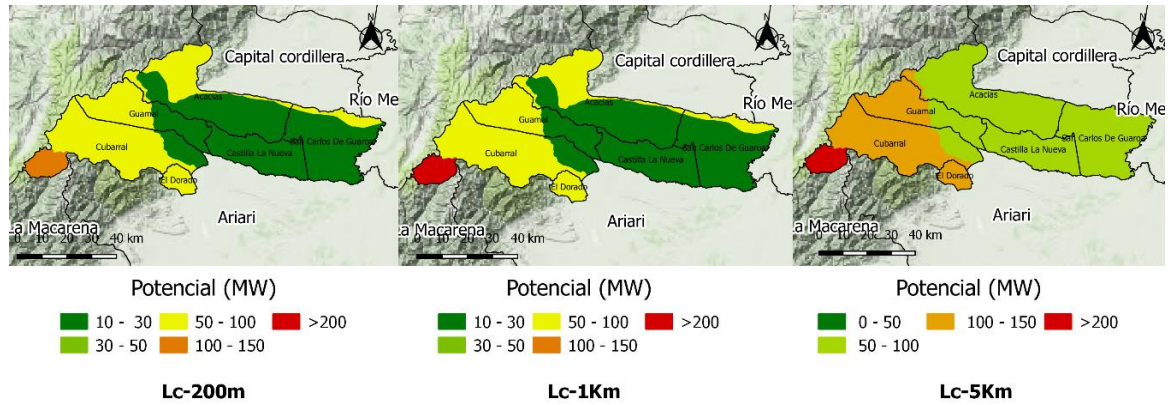 N
Capital cordillera
Río Me
Acacias
Guamal
San Carlos De Guaroa
Cubarral
Castilla La Nueva
El Dorado
Ariari
La Macarena
0 10 20 30 40 km
Potencial (MW)
10 - 30
50 - 100
>200
30 - 50
100 - 150
Lc-200m
N
Capital cordillera
Río Me
Acacias
Guamal
San Carlos De Guaroa
Cubarral
Castilla La Nueva
El Dorado
Ariari
La Macarena
0 10 20 30 40 km
Potencial (MW)
10 - 30
50 - 100
>200
30 - 50
100 - 150
Lc-1Km
N
Capital cordillera
Río Me
Acacias
Guamal
San Carlos De Guaroa
Cubarral
Castilla La Nueva
El Dorado
Ariari
La Macarena
0 10 20 30 40 km
Potencial (MW)
0 - 50
100 - 150
>200
50 - 100
Lc-5Km